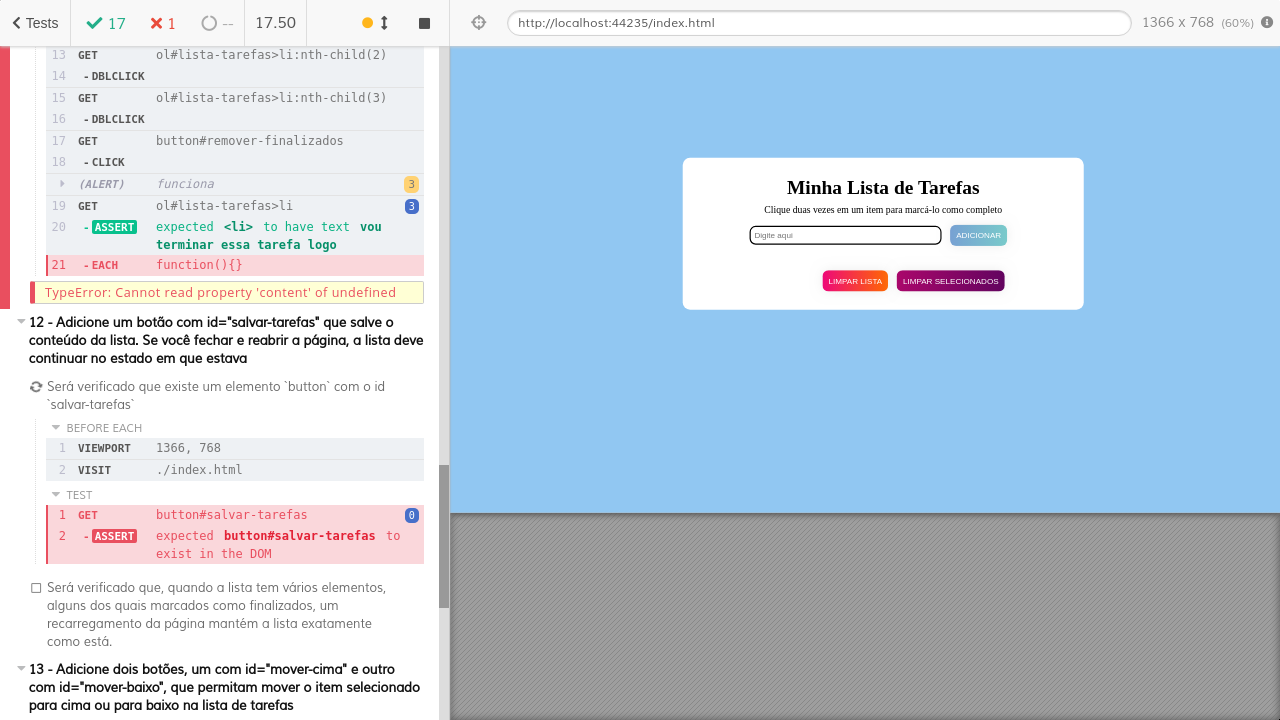 Tests
17
1
--
17.50
http://localhost:44235/index.html
1366 x 768 (60%)
13 GET ol#lista-tarefas>li:nth-child(2)
14 - DBLCLICK
15 GET ol#lista-tarefas>li:nth-child(3)
16 - DBLCLICK
17 GET button#remover-finalizados
18 - CLICK
(ALERT) funciona 3
19 GET ol#lista-tarefas>li 3
20 - ASSERT expected <li> to have text vou
terminar essa tarefa logo
21 - EACH function(){}
TypeError: Cannot read property 'content' of undefined
12 - Adicione um botão com id="salvar-tarefas" que salve o
conteúdo da lista. Se você fechar e reabrir a página, a lista deve
continuar no estado em que estava
Será verificado que existe um elemento `button` com o id
`salvar-tarefas`
BEFORE EACH
1 VIEWPORT 1366, 768
2 VISIT ./index.html
TEST
1 GET button#salvar-tarefas 0
2 - ASSERT expected button#salvar-tarefas to
exist in the DOM
Será verificado que, quando a lista tem vários elementos,
alguns dos quais marcados como finalizados, um
recarregamento da página mantém a lista exatamente
como está.
13 - Adicione dois botões, um com id="mover-cima" e outro
com id="mover-baixo", que permitam mover o item selecionado
para cima ou para baixo na lista de tarefas
Minha Lista de Tarefas
Clique duas vezes em um item para marcá-lo como completo
Digite aqui
ADICIONAR
LIMPAR LISTA
LIMPAR SELECIONADOS